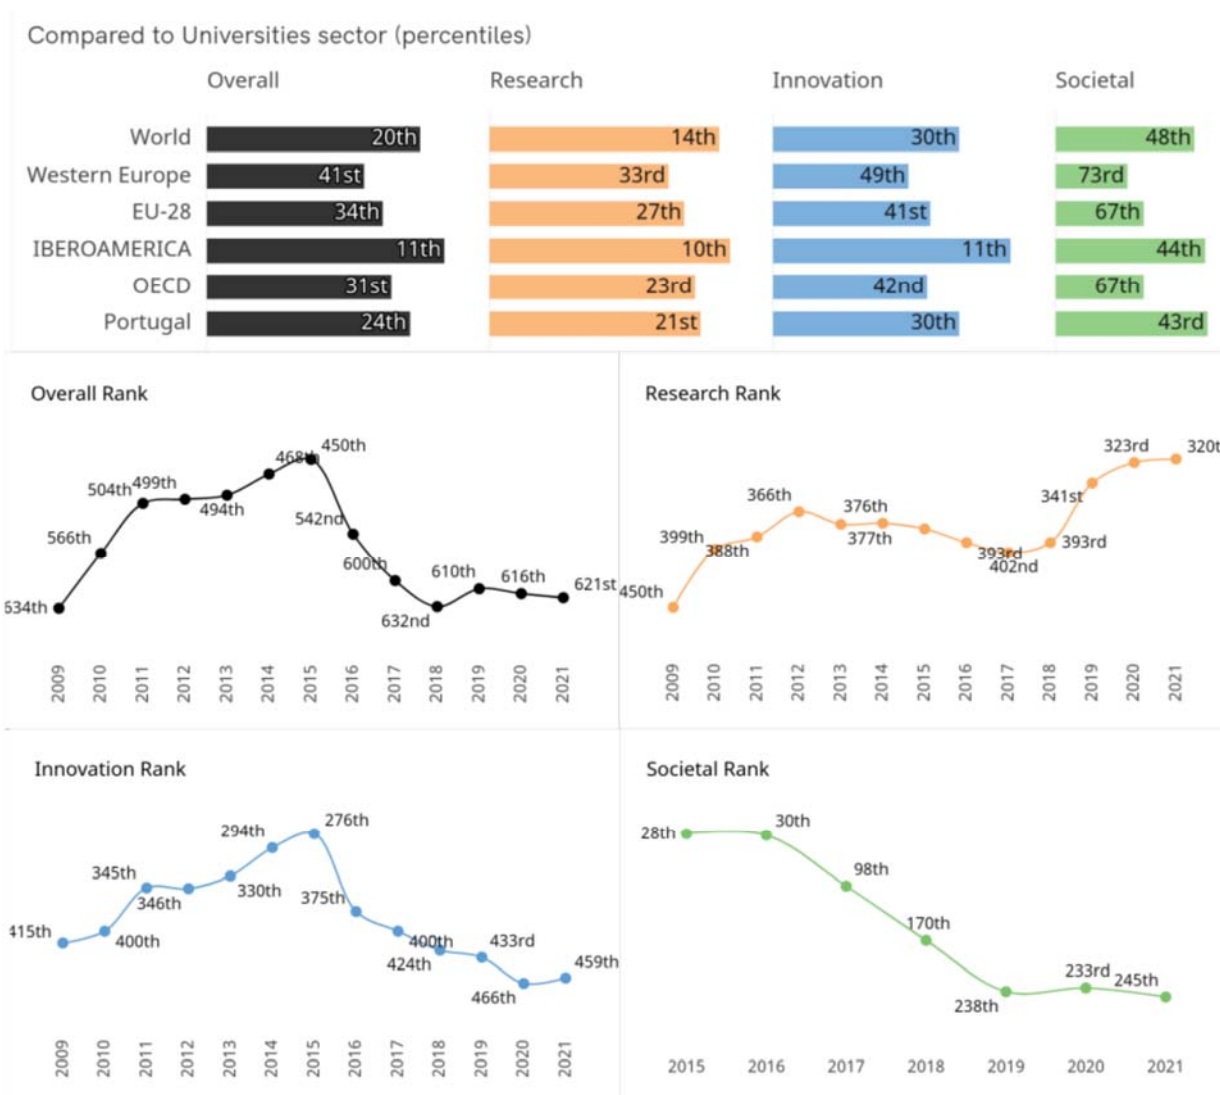 Compared to Universities sector (percentiles)
Overall Research Innovation Societal
World 20th 14th 30th 48th
Western Europe 41st 33rd 49th 73rd
EU-28 34th 27th 41st 67th
IBEROAMERICA 11th 10th 11th 44th
OECD 31st 23rd 42nd 67th
Portugal 24th 21st 30th 43rd
Overall Rank
634th
566th
504th
499th
494th
468th
450th
542nd
600th
632nd
610th
616th
621st
2009 2010 2011 2012 2013 2014 2015 2016 2017 2018 2019 2020 2021
Research Rank
450th
399th
388th
366th
376th
377th
393rd
402nd
393rd
341st
323rd
320t
2009 2010 2011 2012 2013 2014 2015 2016 2017 2018 2019 2020 2021
Innovation Rank
415th
400th
345th
346th
330th
294th
276th
375th
400th
424th
433rd
466th
459th
2009 2010 2011 2012 2013 2014 2015 2016 2017 2018 2019 2020 2021
Societal Rank
28th
30th
98th
170th
238th
233rd
245th
2015 2016 2017 2018 2019 2020 2021